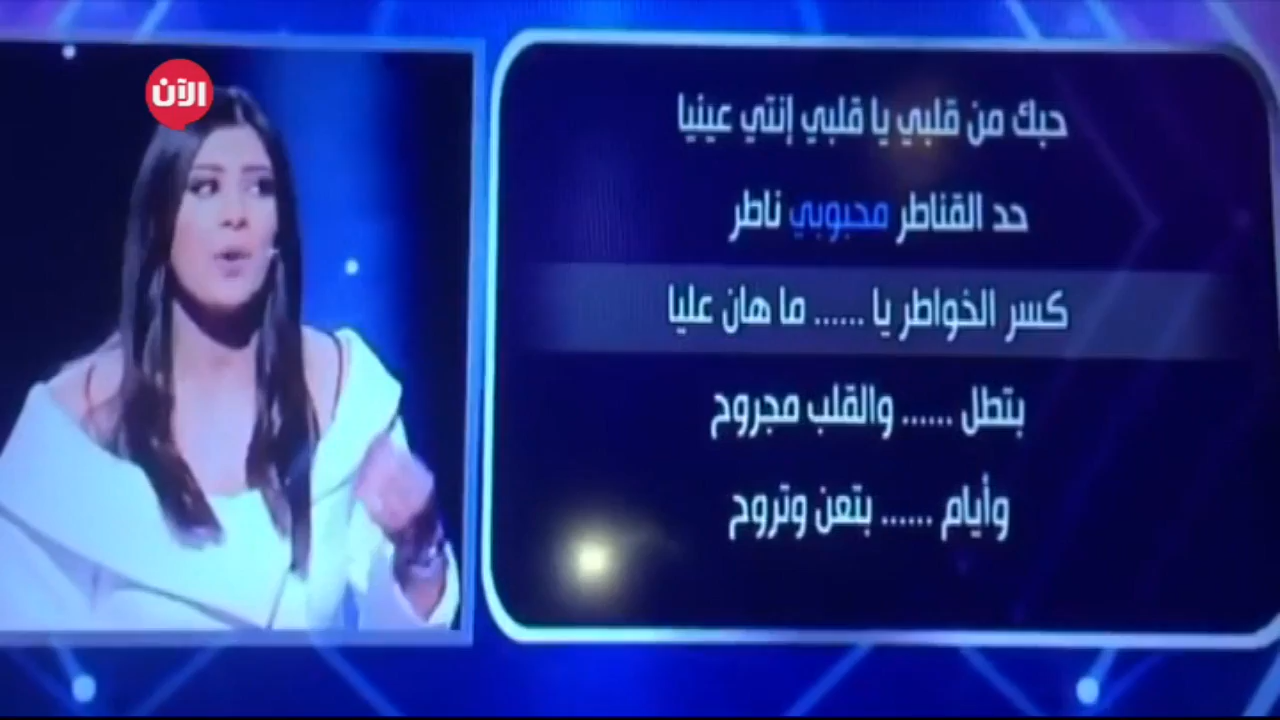 الآن
حبك من قلبي يا قلبي إنتي عينيا
حد القناطر محبوبي ناطر
كسر الخواطر يا ...... ما هان عليا
بتطل ...... والقلب مجروح
وأيام ...... بتعن وتروح